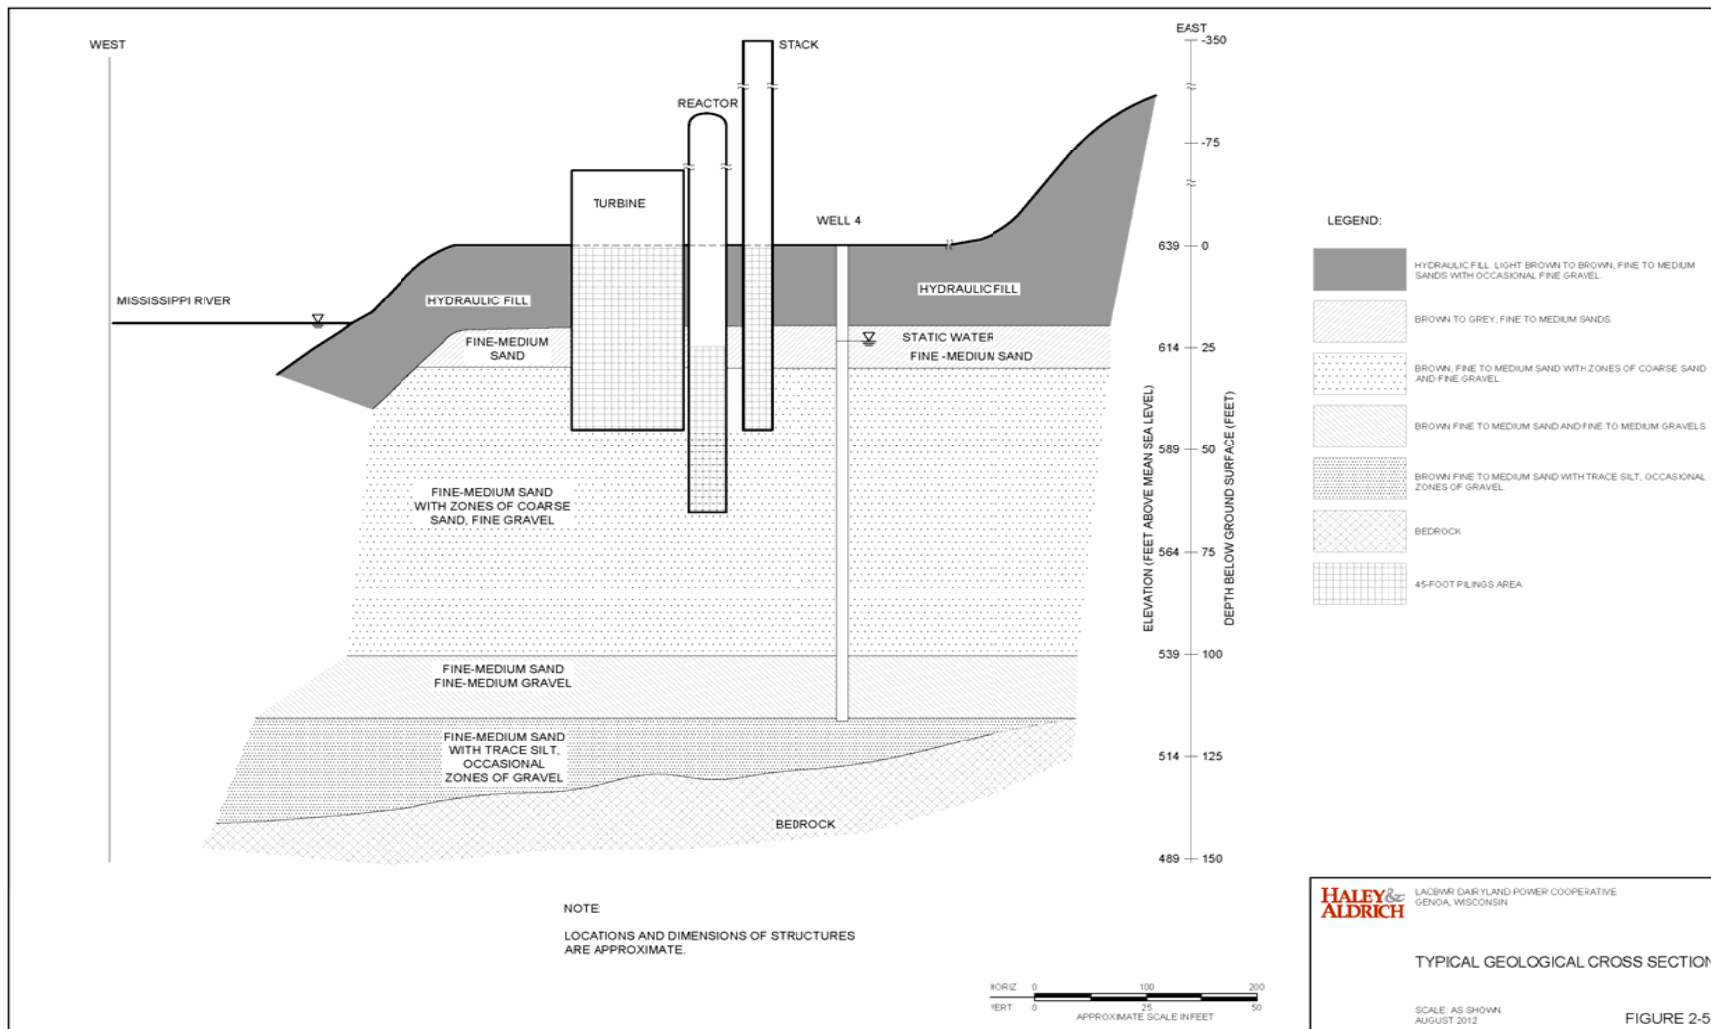 WEST
EAST
STACK
-350
REACTOR
-75
TURBINE
WELL 4
LEGEND:
639
0
HYDRAULIC FILL. LIGHT BROWN TO BROWN, FINE TO MEDIUM
SANDS WITH OCCASIONAL FINE GRAVEL.
MISSISSIPPI RIVER
HYDRAULIC FILL
HYDRAULIC FILL
BROWN TO GREY, FINE TO MEDIUM SANDS.
FINE-MEDIUM
SAND
STATIC WATER
FINE -MEDIUM SAND
614
25
BROWN, FINE TO MEDIUM SAND WITH ZONES OF COARSE SAND
AND FINE GRAVEL.
BROWN FINE TO MEDIUM SAND AND FINE TO MEDIUM GRAVELS.
589
50
BROWN FINE TO MEDIUM SAND WITH TRACE SILT, OCCASIONAL
ZONES OF GRAVEL.
FINE-MEDIUM SAND
WITH ZONES OF COARSE
SAND, FINE GRAVEL
ELEVATION (FEET ABOVE MEAN SEA LEVEL)
DEPTH BELOW GROUND SURFACE (FEET)
BEDROCK
564
75
45-FOOT PILINGS AREA
539
100
FINE-MEDIUM SAND
FINE-MEDIUM GRAVEL
FINE-MEDIUM SAND
WITH TRACE SILT,
OCCASIONAL
ZONES OF GRAVEL
514
125
BEDROCK
489
150
NOTE:
LOCATIONS AND DIMENSIONS OF STRUCTURES
ARE APPROXIMATE.
HORIZ.
0
100
200
VERT.
0
25
50
APPROXIMATE SCALE IN FEET
HALEY&
ALDRICH
LACBWR DAIRYLAND POWER COOPERATIVE
GENOA, WISCONSIN
TYPICAL GEOLOGICAL CROSS SECTION
SCALE: AS SHOWN
AUGUST 2012
FIGURE 2-5